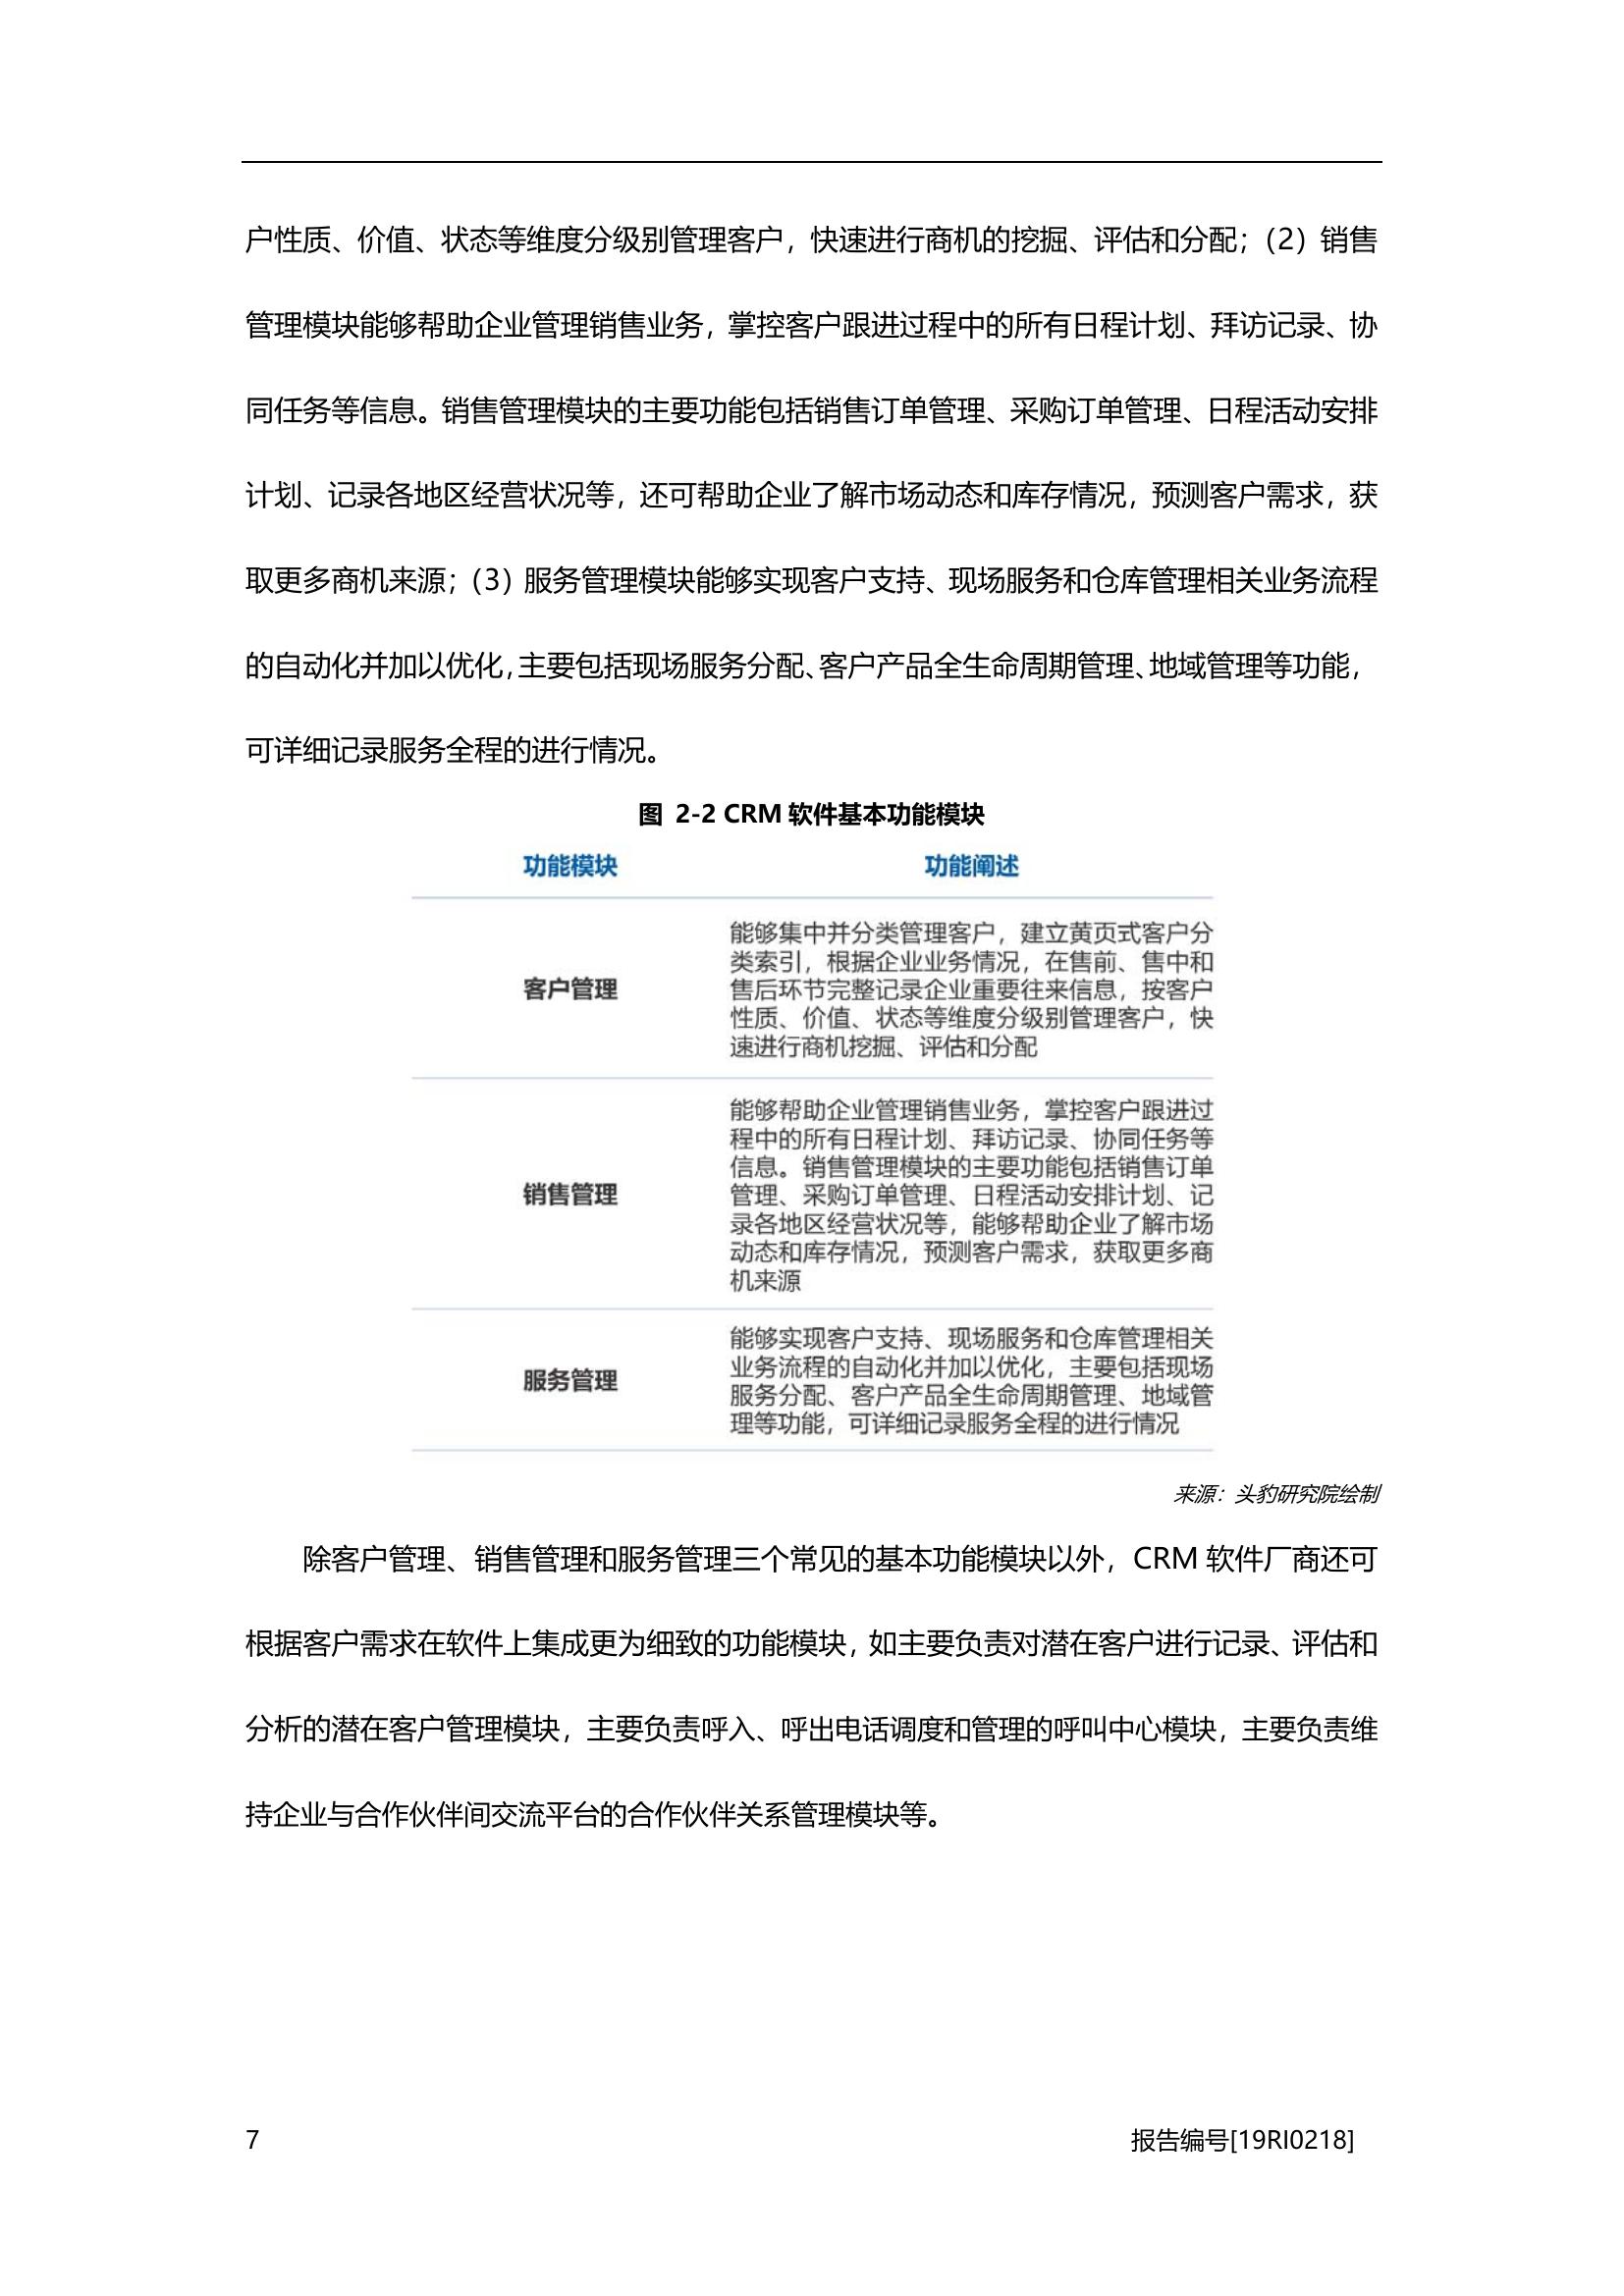 户性质、价值、状态等维度分级别管理客户，快速进行商机的挖掘、评估和分配；（2）销售
管理模块能够帮助企业管理销售业务，掌控客户跟进过程中的所有日程计划、拜访记录、协
同任务等信息。销售管理模块的主要功能包括销售订单管理、采购订单管理、日程活动安排
计划、记录各地区经营状况等，还可帮助企业了解市场动态和库存情况，预测客户需求，获
取更多商机来源；（3）服务管理模块能够实现客户支持、现场服务和仓库管理相关业务流程
的自动化并加以优化，主要包括现场服务分配、客户产品全生命周期管理、地域管理等功能，
可详细记录服务全程的进行情况。
图 2-2 CRM 软件基本功能模块
功能模块 功能阐述
客户管理
能够集中并分类管理客户，建立黄页式客户分
类索引，根据企业业务情况，在售前、售中和
售后环节完整记录企业重要往来信息，按客户
性质、价值、状态等维度分级别管理客户，快
速进行商机挖掘、评估和分配
销售管理
能够帮助企业管理销售业务，掌控客户跟进过
程中的所有日程计划、拜访记录、协同任务等
信息。销售管理模块的主要功能包括销售订单
管理、采购订单管理、日程活动安排计划、记
录各地区经营状况等，能够帮助企业了解市场
动态和库存情况，预测客户需求，获取更多商
机来源
服务管理
能够实现客户支持、现场服务和仓库管理相关
业务流程的自动化并加以优化，主要包括现场
服务分配、客户产品全生命周期管理、地域管
理等功能，可详细记录服务全程的进行情况
来源：头豹研究院绘制
除客户管理、销售管理和服务管理三个常见的基本功能模块以外，CRM 软件厂商还可
根据客户需求在软件上集成更为细致的功能模块，如主要负责对潜在客户进行记录、评估和
分析的潜在客户管理模块，主要负责呼入、呼出电话调度和管理的呼叫中心模块，主要负责维
持企业与合作伙伴间交流平台的合作伙伴关系管理模块等。
7 报告编号[19RI0218]